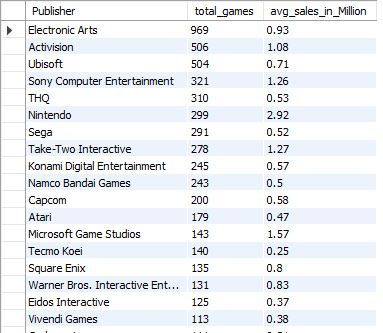 Publisher total_games avg_sales_in_Million
Electronic Arts 969 0.93
Activision 506 1.08
Ubisoft 504 0.71
Sony Computer Entertainment 321 1.26
THQ 310 0.53
Nintendo 299 2.92
Sega 291 0.52
Take-Two Interactive 278 1.27
Konami Digital Entertainment 245 0.57
Namco Bandai Games 243 0.5
Capcom 200 0.58
Atari 179 0.47
Microsoft Game Studios 143 1.57
Tecmo Koei 140 0.25
Square Enix 135 0.8
Warner Bros. Interactive Ent... 131 0.83
Eidos Interactive 125 0.37
Vivendi Games 113 0.38